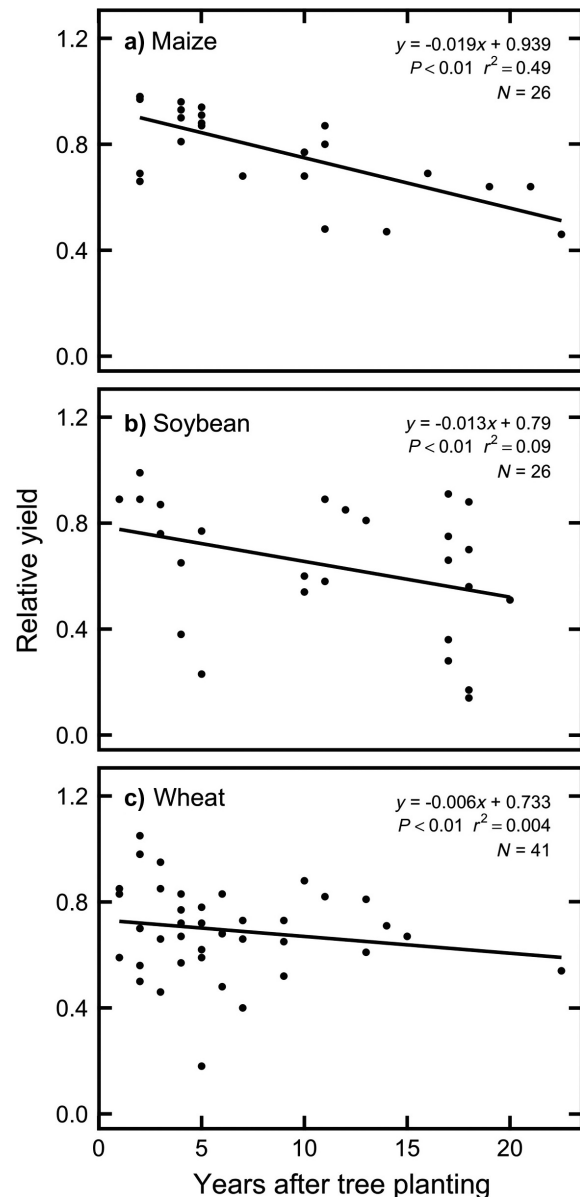 a) Maize
y = -0.019x + 0.939
P < 0.01 r² = 0.49
N = 26
1.2
0.8
0.4
0.0
b) Soybean
y = -0.013x + 0.79
P < 0.01 r² = 0.09
N = 26
1.2
0.8
0.4
0.0
Relative yield
c) Wheat
y = -0.006x + 0.733
P < 0.01 r² = 0.004
N = 41
1.2
0.8
0.4
0.0
0 5 10 15 20
Years after tree planting